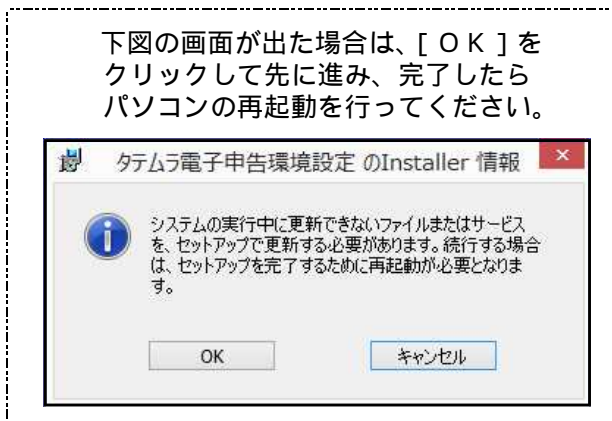 下図の画面が出た場合は、[ＯＫ]を
クリックして先に進み、完了したら
パソコンの再起動を行ってください。
タテムラ電子申告環境設定 のInstaller 情報
システムの実行中に更新できないファイルまたはサービス
を、セットアップで更新する必要があります。続行する場合
は、セットアップを完了するために再起動が必要となりま
す。
OK
キャンセル